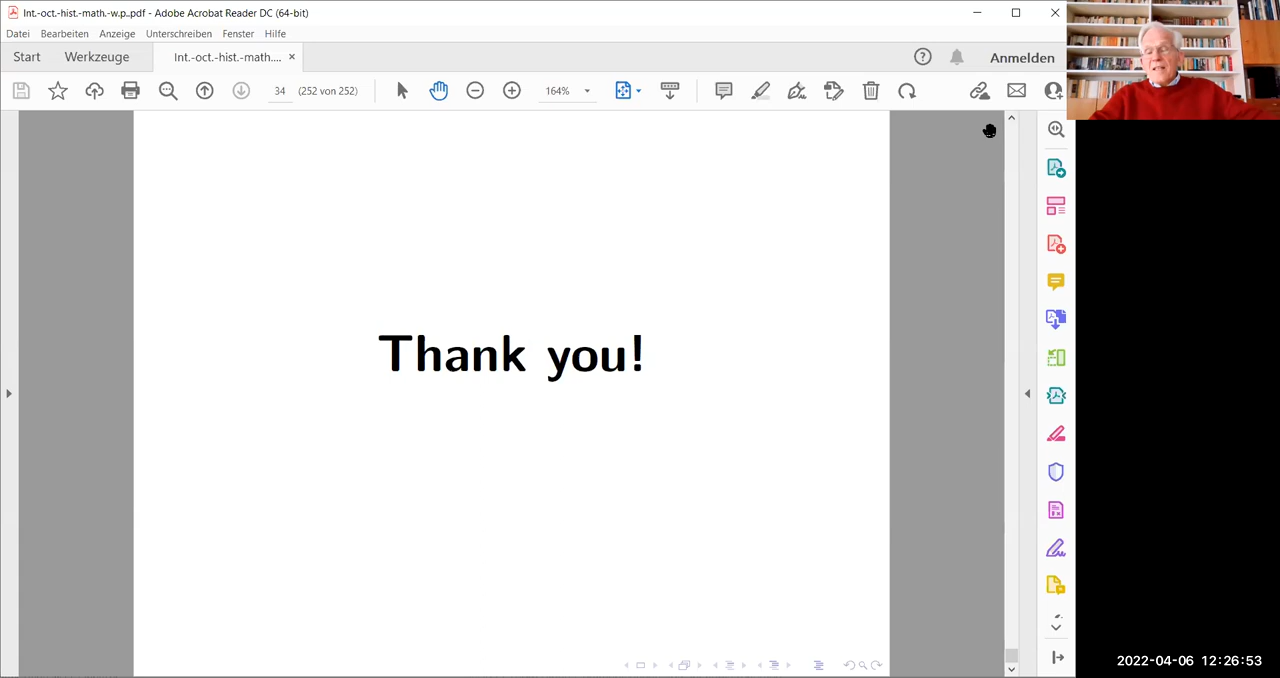 Int.-oct.-hist.-math.-w.p..pdf - Adobe Acrobat Reader DC (64-bit)
Datei Bearbeiten Anzeige Unterschreiben Fenster Hilfe
Start Werkzeuge Int.-oct.-hist.-math.... Anmelden
34 (252 von 252) 164%
Thank you!
2022-04-06 12:26:53